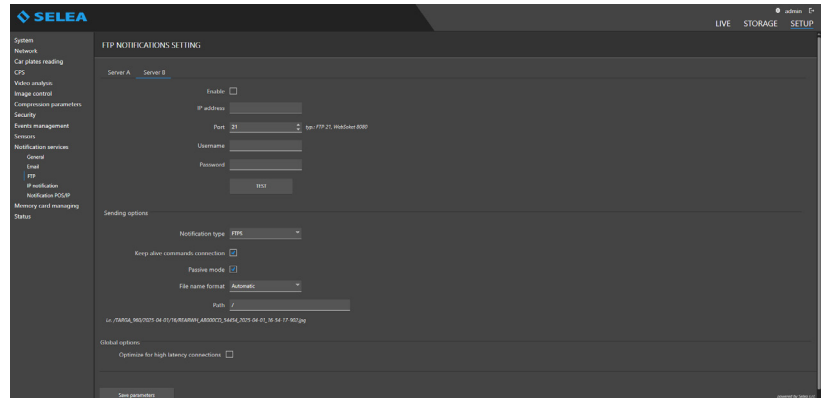 SELEA
admin
LIVE STORAGE SETUP
System
Network
Car plates reading
CPS
Video analysis
Image control
Compression parameters
Security
Events management
Sensors
Notification services
General
Email
FTP
IP notification
Notification POS/IP
Memory card managing
Status
FTP NOTIFICATIONS SETTING
Server A Server B
Enable
IP address
Port 21 typ.: FTP 21, WebSoket 8080
Username
Password
TEST
Sending options
Notification type FTPS
Keep alive commands connection
Passive mode
File name format Automatic
Path /
Global options
Optimize for high latency connections
Save parameters